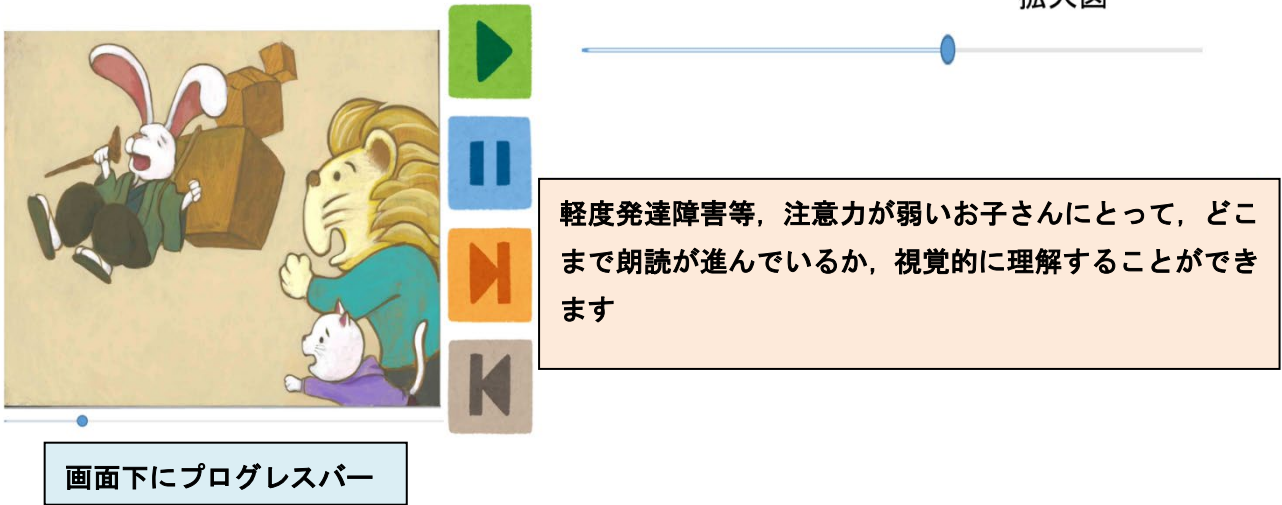 拡大図
軽度発達障害等，注意力が弱いお子さんにとって，どこ
まで朗読が進んでいるか，視覚的に理解することができ
ます
画面下にプログレスバー